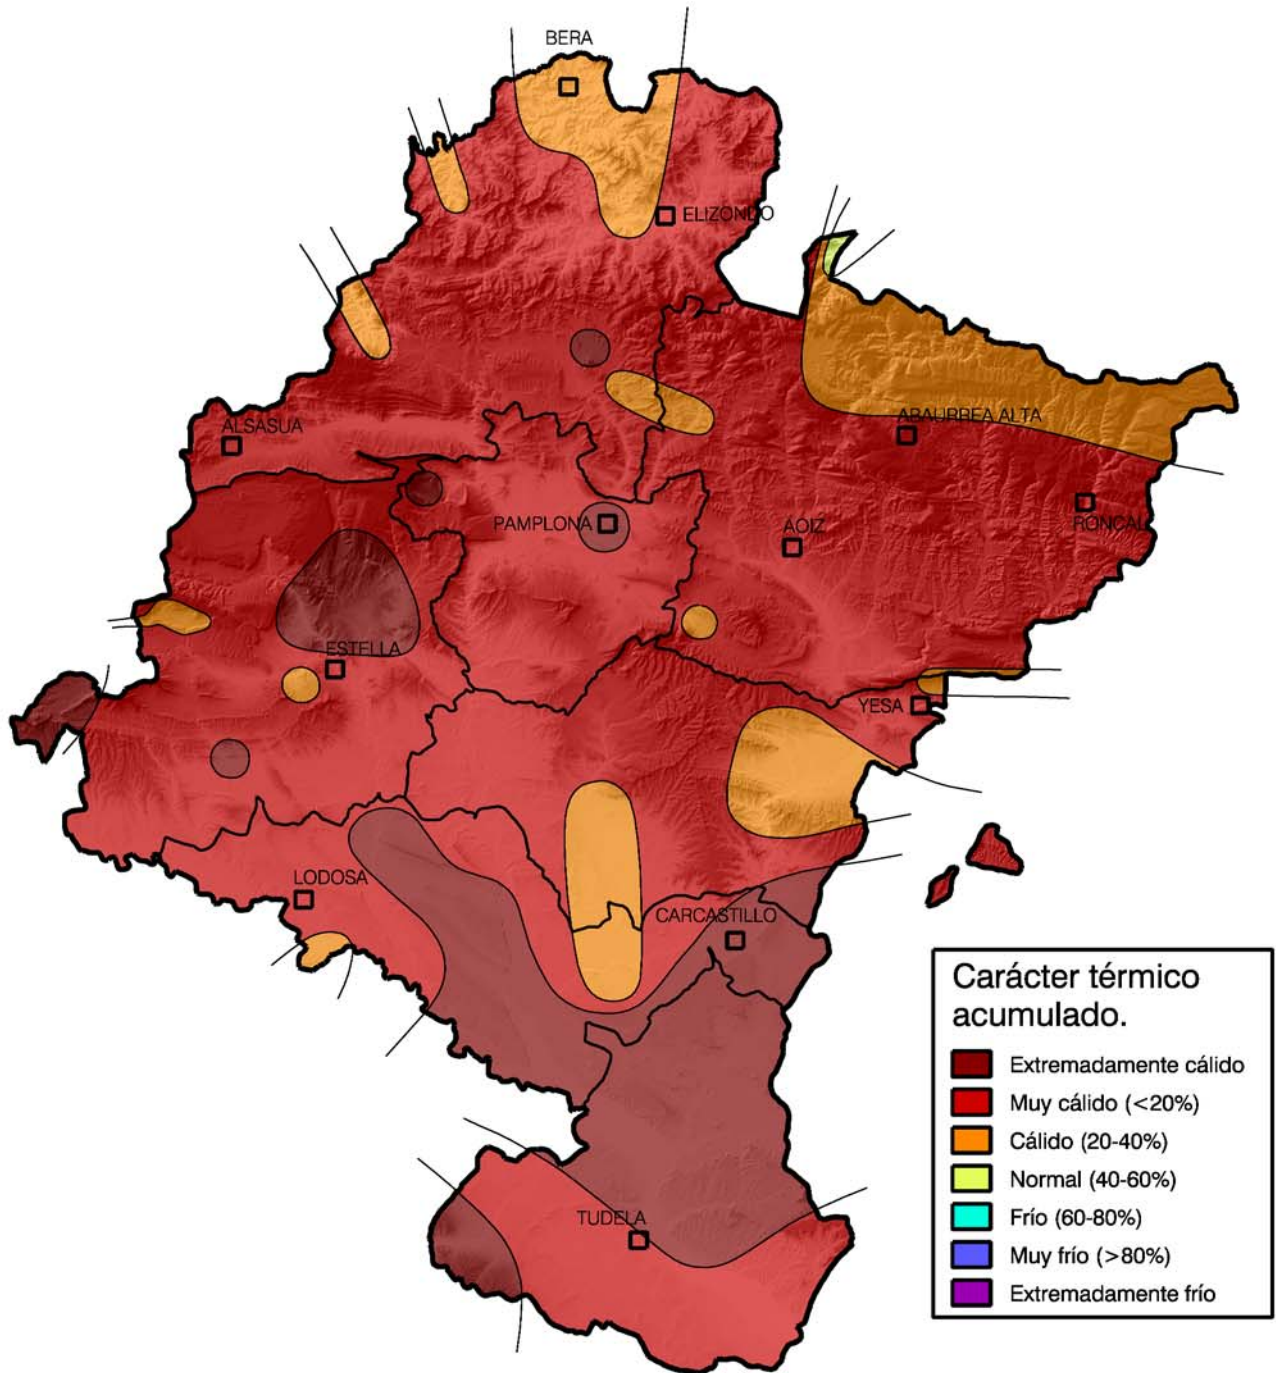 BERA
ELIZONDO
ABAURREA ALTA
ALSASUA
PAMPLONA
AOIZ
RONCAL
ESTELLA
YESA
LODOSA
CARCASTILLO
TUDELA
Carácter térmico
acumulado.
Extremadamente cálido
Muy cálido (<20%)
Cálido (20-40%)
Normal (40-60%)
Frío (60-80%)
Muy frío (>80%)
Extremadamente frío